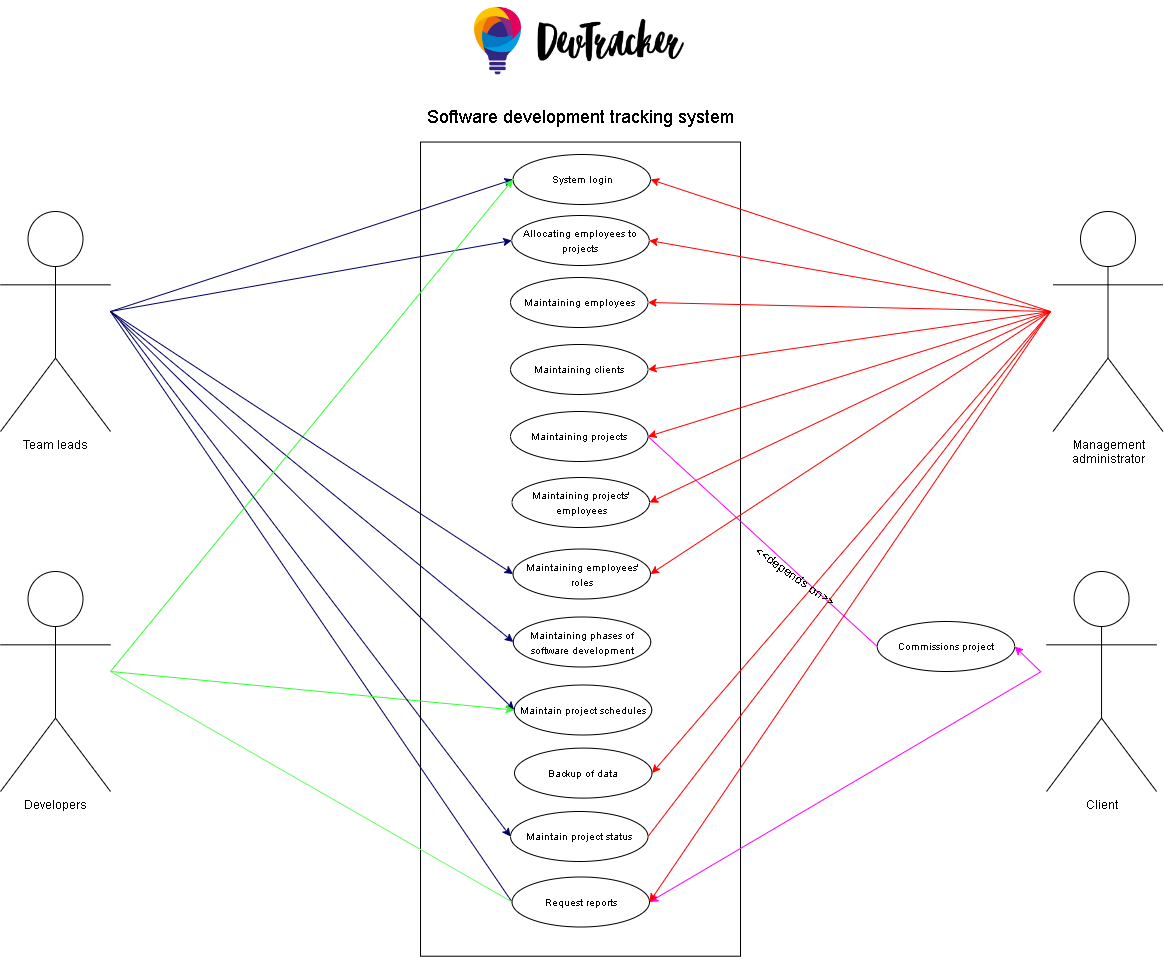 DevTracker
Software development tracking system
System login
Allocating employees to
projects
Maintaining employees
Maintaining clients
Maintaining projects
Maintaining projects'
employees
Maintaining employees'
roles
Maintaining phases of
software development
Maintain project schedules
Backup of data
Maintain project status
Request reports
Team leads
Developers
Management
administrator
<<depends on>>
Commissions project
Client